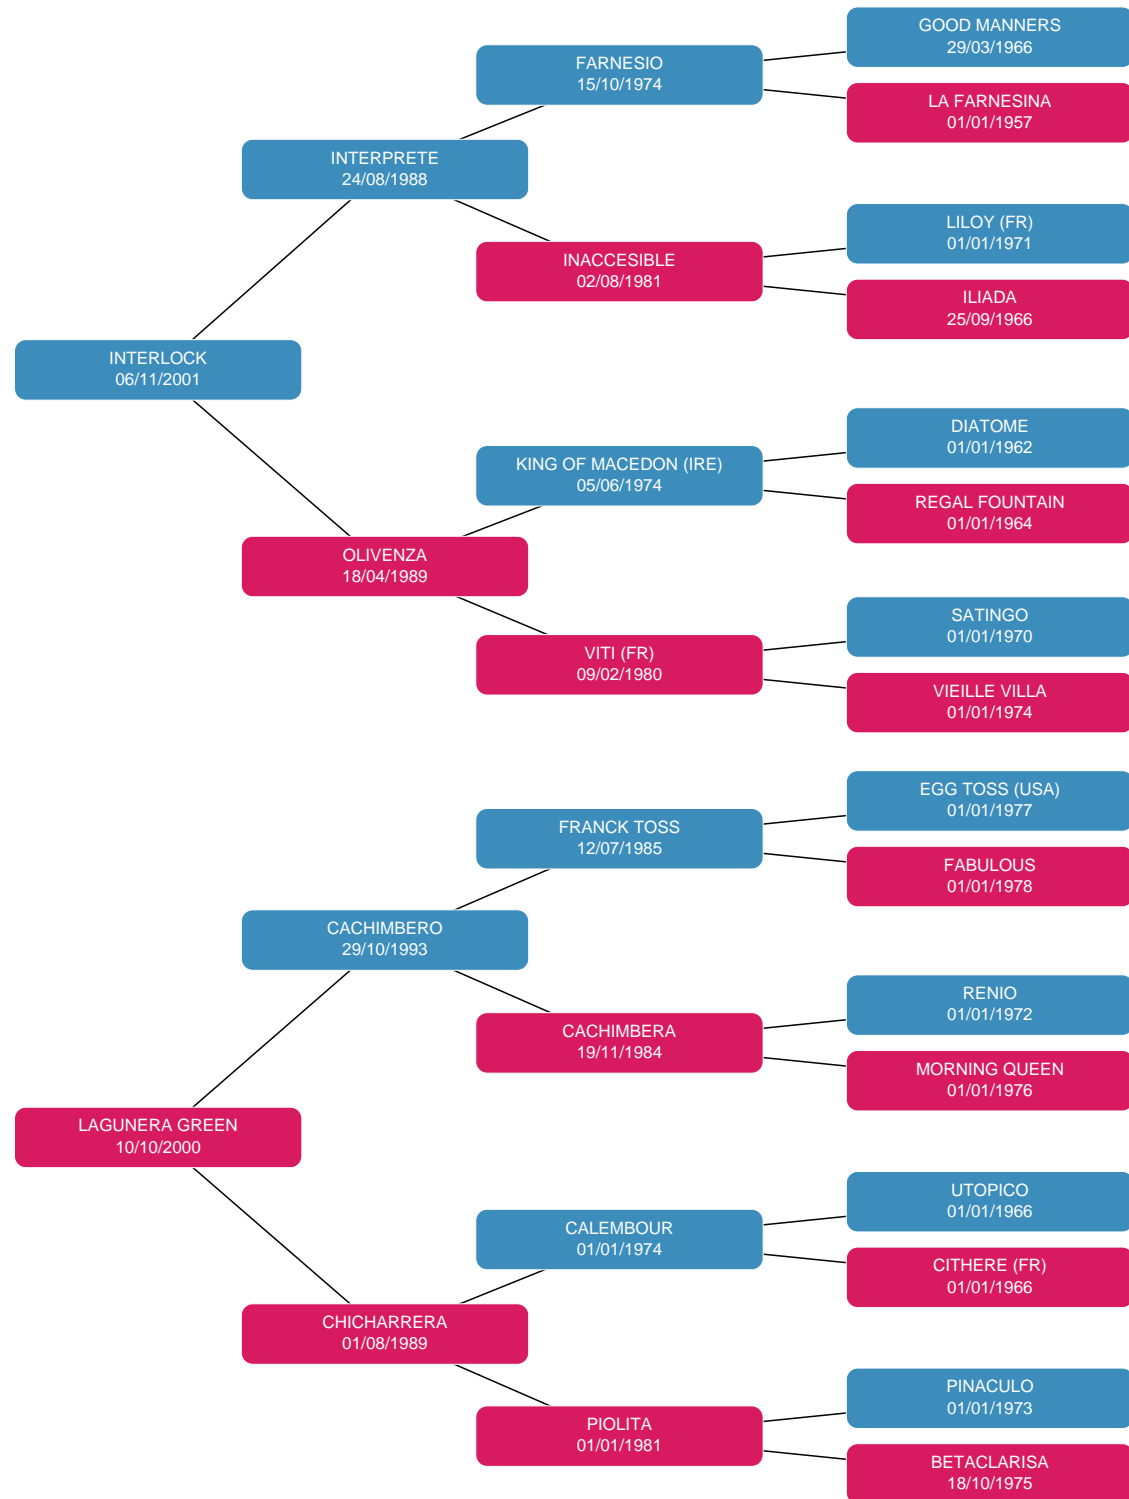 GOOD MANNERS
29/03/1966
FARNESIO
15/10/1974
LA FARNESINA
01/01/1957
INTERPRETE
24/08/1988
LILOY (FR)
01/01/1971
INACCESIBLE
02/08/1981
ILIADA
25/09/1966
INTERLOCK
06/11/2001
DIATOME
01/01/1962
KING OF MACEDON (IRE)
05/06/1974
REGAL FOUNTAIN
01/01/1964
OLIVENZA
18/04/1989
SATINGO
01/01/1970
VITI (FR)
09/02/1980
VIEILLE VILLA
01/01/1974
EGG TOSS (USA)
01/01/1977
FRANCK TOSS
12/07/1985
FABULOUS
01/01/1978
CACHIMBERO
29/10/1993
RENIO
01/01/1972
CACHIMBERA
19/11/1984
MORNING QUEEN
01/01/1976
LAGUNERA GREEN
10/10/2000
UTOPICO
01/01/1966
CALEMBOUR
01/01/1974
CITHERE (FR)
01/01/1966
CHICHARRERA
01/08/1989
PINACULO
01/01/1973
PIOLITA
01/01/1981
BETACLARISA
18/10/1975